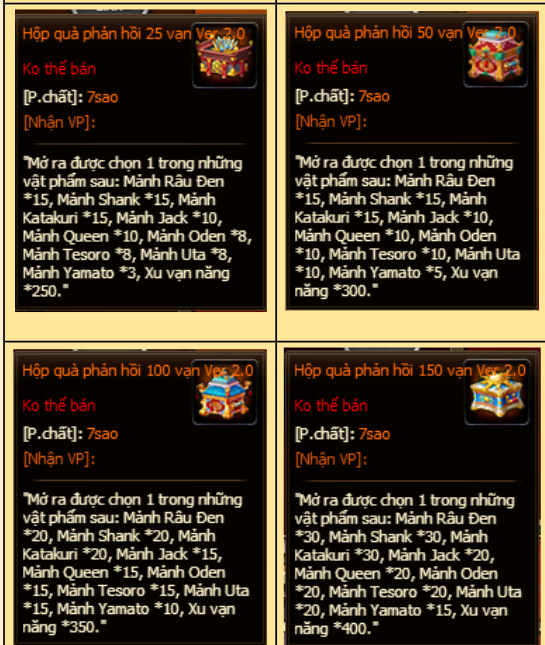 Hộp quà phản hồi 25 vạn Ver 2.0
Ko thể bán
[P.chất]: 7sao
[Nhận VP]:
"Mở ra được chọn 1 trong những
vật phẩm sau: Mảnh Râu Đen
*15, Mảnh Shank *15, Mảnh
Katakuri *15, Mảnh Jack *10,
Mảnh Queen *10, Mảnh Oden *8,
Mảnh Tesoro *8, Mảnh Uta *8,
Mảnh Yamato *3, Xu vạn năng
*250."
Hộp quà phản hồi 50 vạn Ver 2.0
Ko thể bán
[P.chất]: 7sao
[Nhận VP]:
"Mở ra được chọn 1 trong những
vật phẩm sau: Mảnh Râu Đen
*15, Mảnh Shank *15, Mảnh
Katakuri *15, Mảnh Jack *10,
Mảnh Queen *10, Mảnh Oden
*10, Mảnh Tesoro *10, Mảnh Uta
*10, Mảnh Yamato *5, Xu vạn
năng *300."
Hộp quà phản hồi 100 vạn Ver 2.0
Ko thể bán
[P.chất]: 7sao
[Nhận VP]:
"Mở ra được chọn 1 trong những
vật phẩm sau: Mảnh Râu Đen
*20, Mảnh Shank *20, Mảnh
Katakuri *20, Mảnh Jack *15,
Mảnh Queen *15, Mảnh Oden
*15, Mảnh Tesoro *15, Mảnh Uta
*15, Mảnh Yamato *10, Xu vạn
năng *350."
Hộp quà phản hồi 150 vạn Ver 2.0
Ko thể bán
[P.chất]: 7sao
[Nhận VP]:
"Mở ra được chọn 1 trong những
vật phẩm sau: Mảnh Râu Đen
*30, Mảnh Shank *30, Mảnh
Katakuri *30, Mảnh Jack *20,
Mảnh Queen *20, Mảnh Oden
*20, Mảnh Tesoro *20, Mảnh Uta
*20, Mảnh Yamato *15, Xu vạn
năng *400."